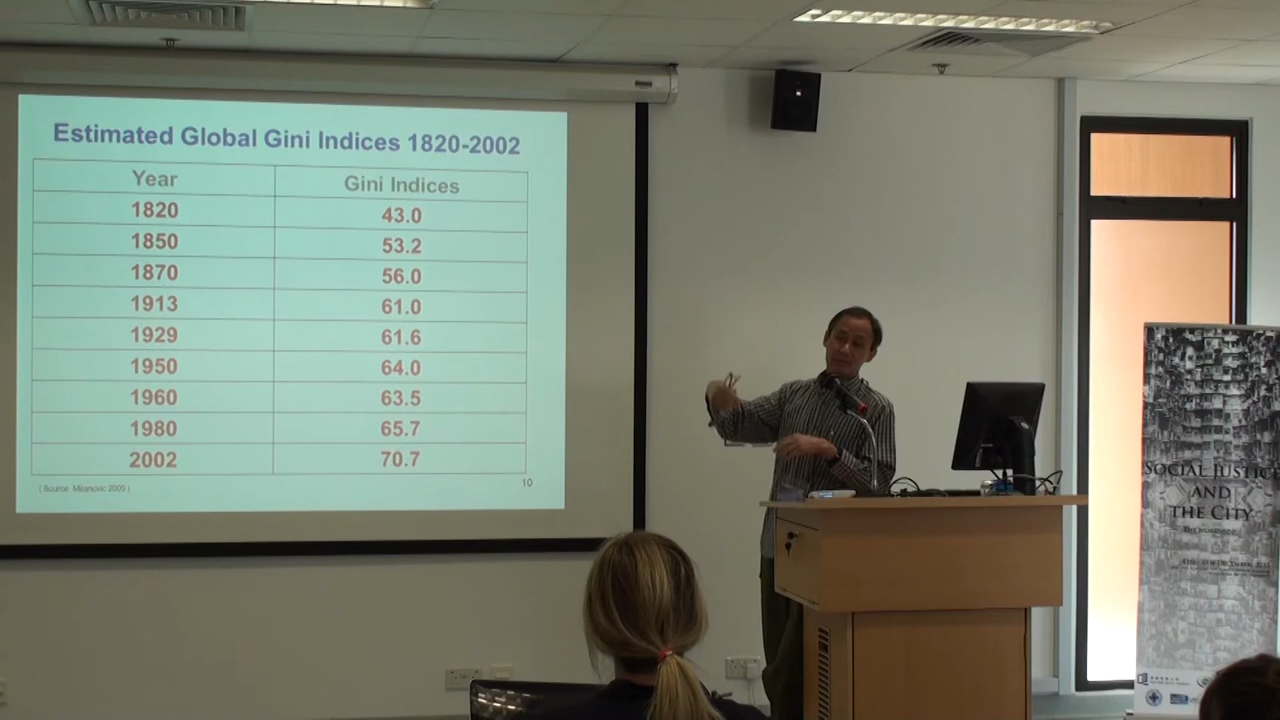 Estimated Global Gini Indices 1820-2002
Year Gini Indices
1820 43.0
1850 53.2
1870 56.0
1913 61.0
1929 61.6
1950 64.0
1960 63.5
1980 65.7
2002 70.7
( Source: Milanovic 2009 )
10
SOCIAL JUSTICE
AND
THE CITY